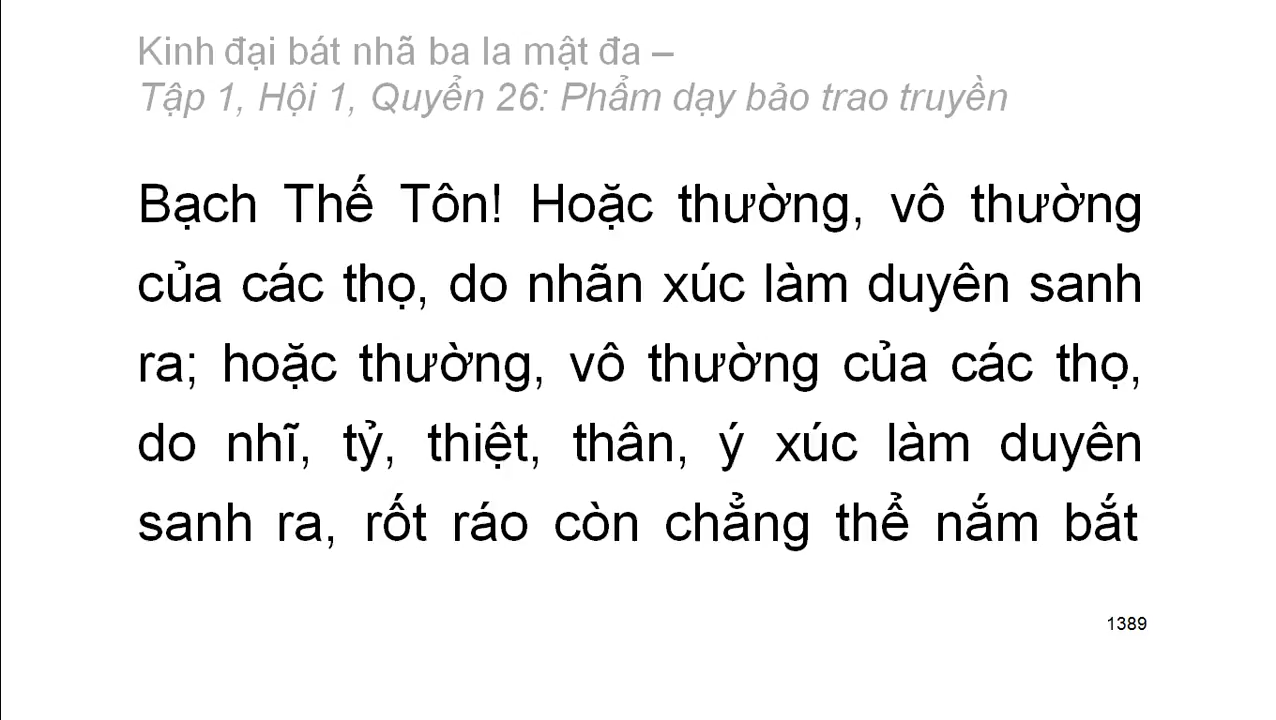 Kinh đại bát nhã ba la mật đa –
Tập 1, Hội 1, Quyển 26: Phẩm dạy bảo trao truyền
Bạch Thế Tôn! Hoặc thường, vô thường
của các thọ, do nhãn xúc làm duyên sanh
ra; hoặc thường, vô thường của các thọ,
do nhĩ, tỷ, thiệt, thân, ý xúc làm duyên
sanh ra, rốt ráo còn chẳng thể nắm bắt
1389